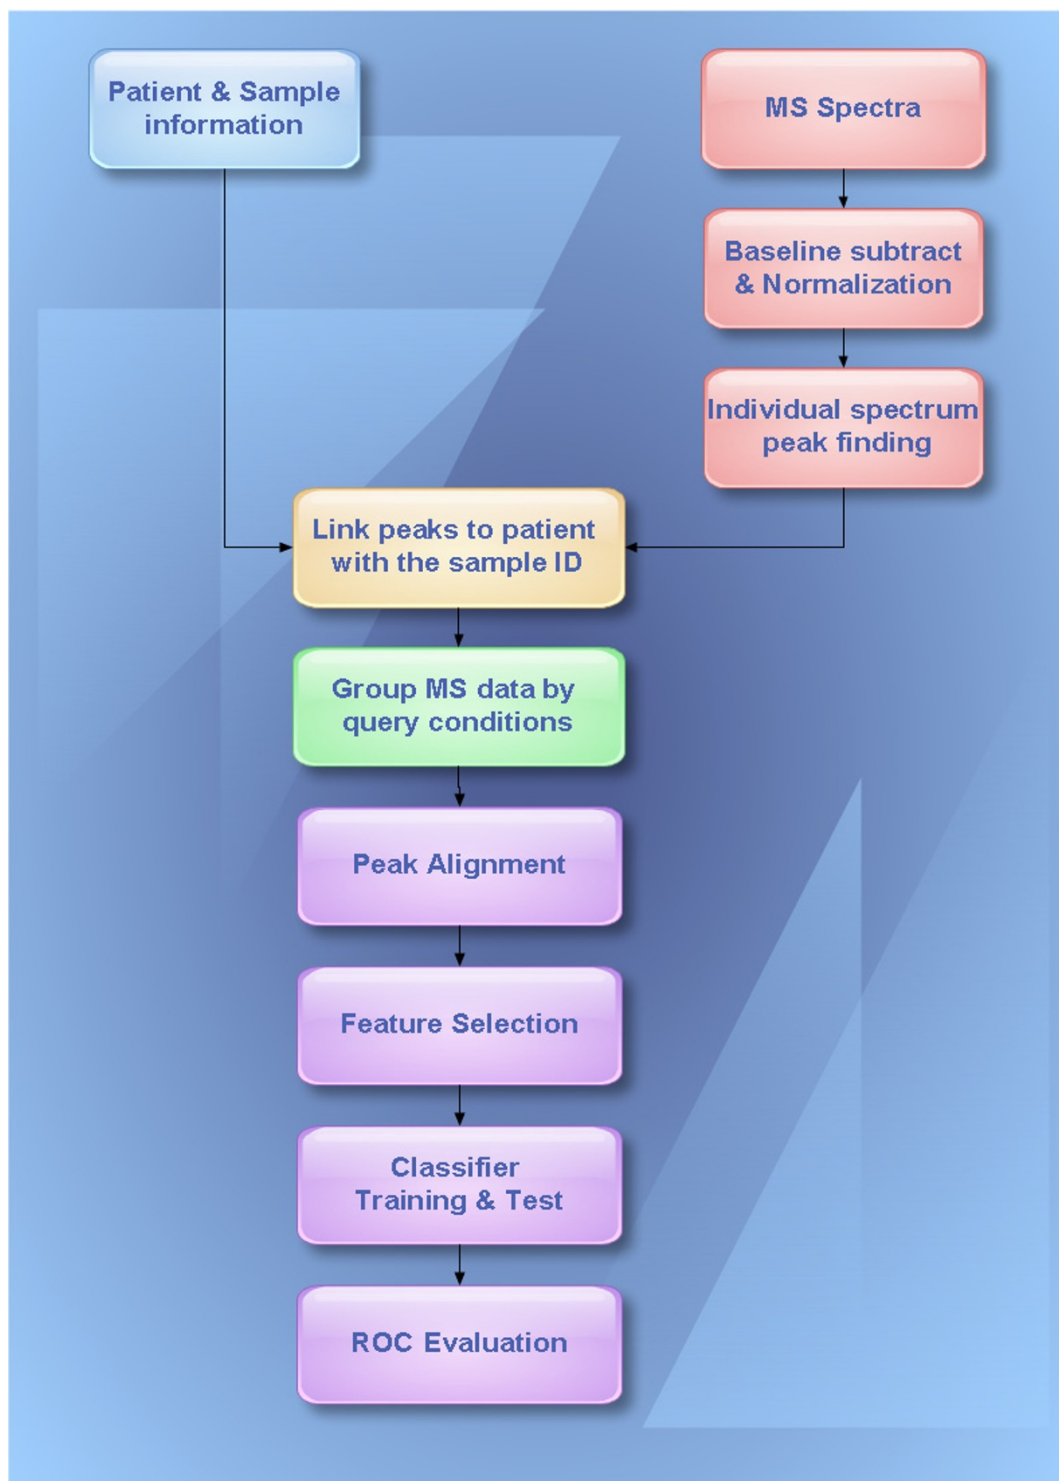 Patient & Sample
information
MS Spectra
Baseline subtract
& Normalization
Individual spectrum
peak finding
Link peaks to patient
with the sample ID
Group MS data by
query conditions
Peak Alignment
Feature Selection
Classifier
Training & Test
ROC Evaluation